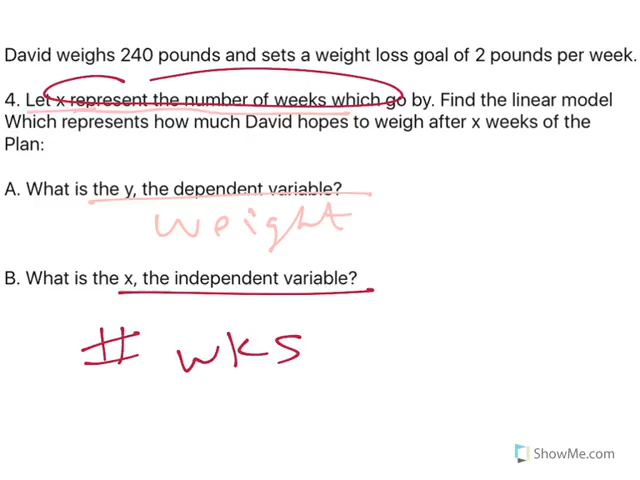 David weighs 240 pounds and sets a weight loss goal of 2 pounds per week.
4. Let x represent the number of weeks which go by. Find the linear model
Which represents how much David hopes to weigh after x weeks of the
Plan:
A. What is the y, the dependent variable?
weight
B. What is the x, the independent variable?
# wks
ShowMe.com